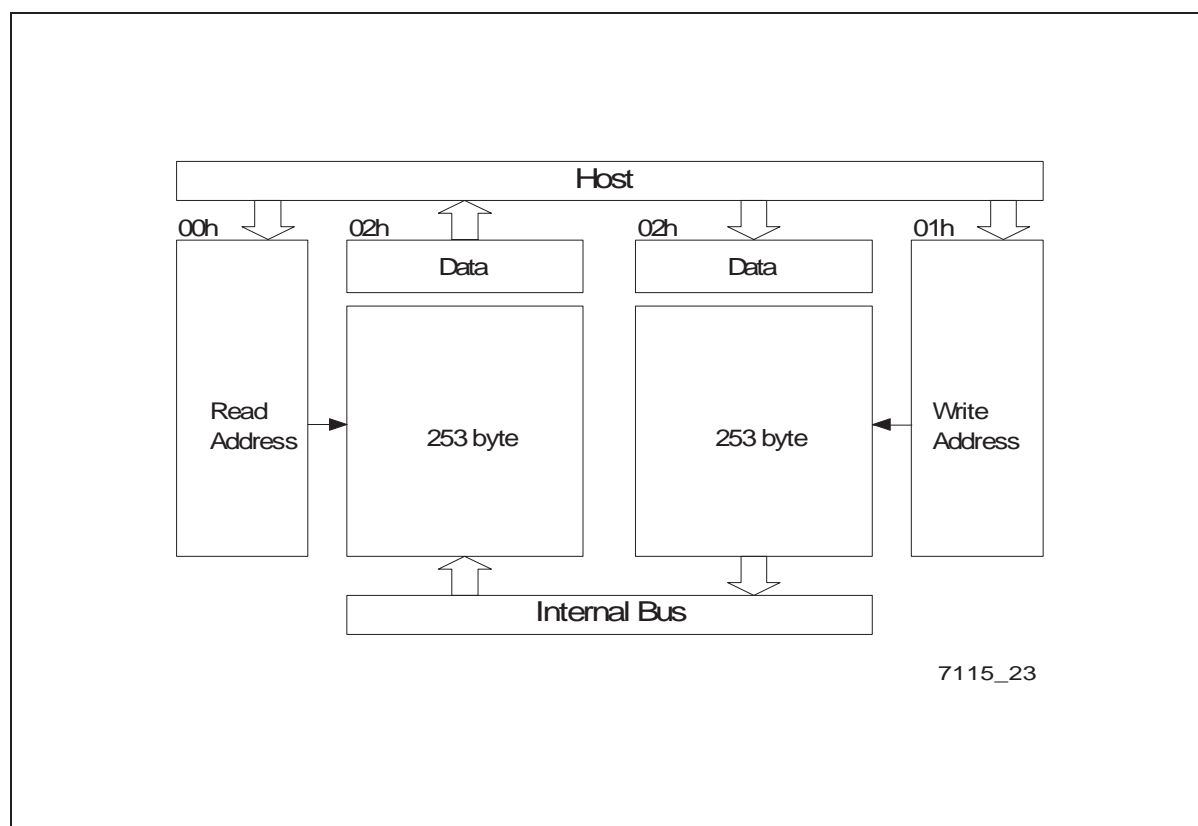 Host
00h
02h
02h
01h
Data
Data
Read
Address
253 byte
253 byte
Write
Address
Internal Bus
7115_23